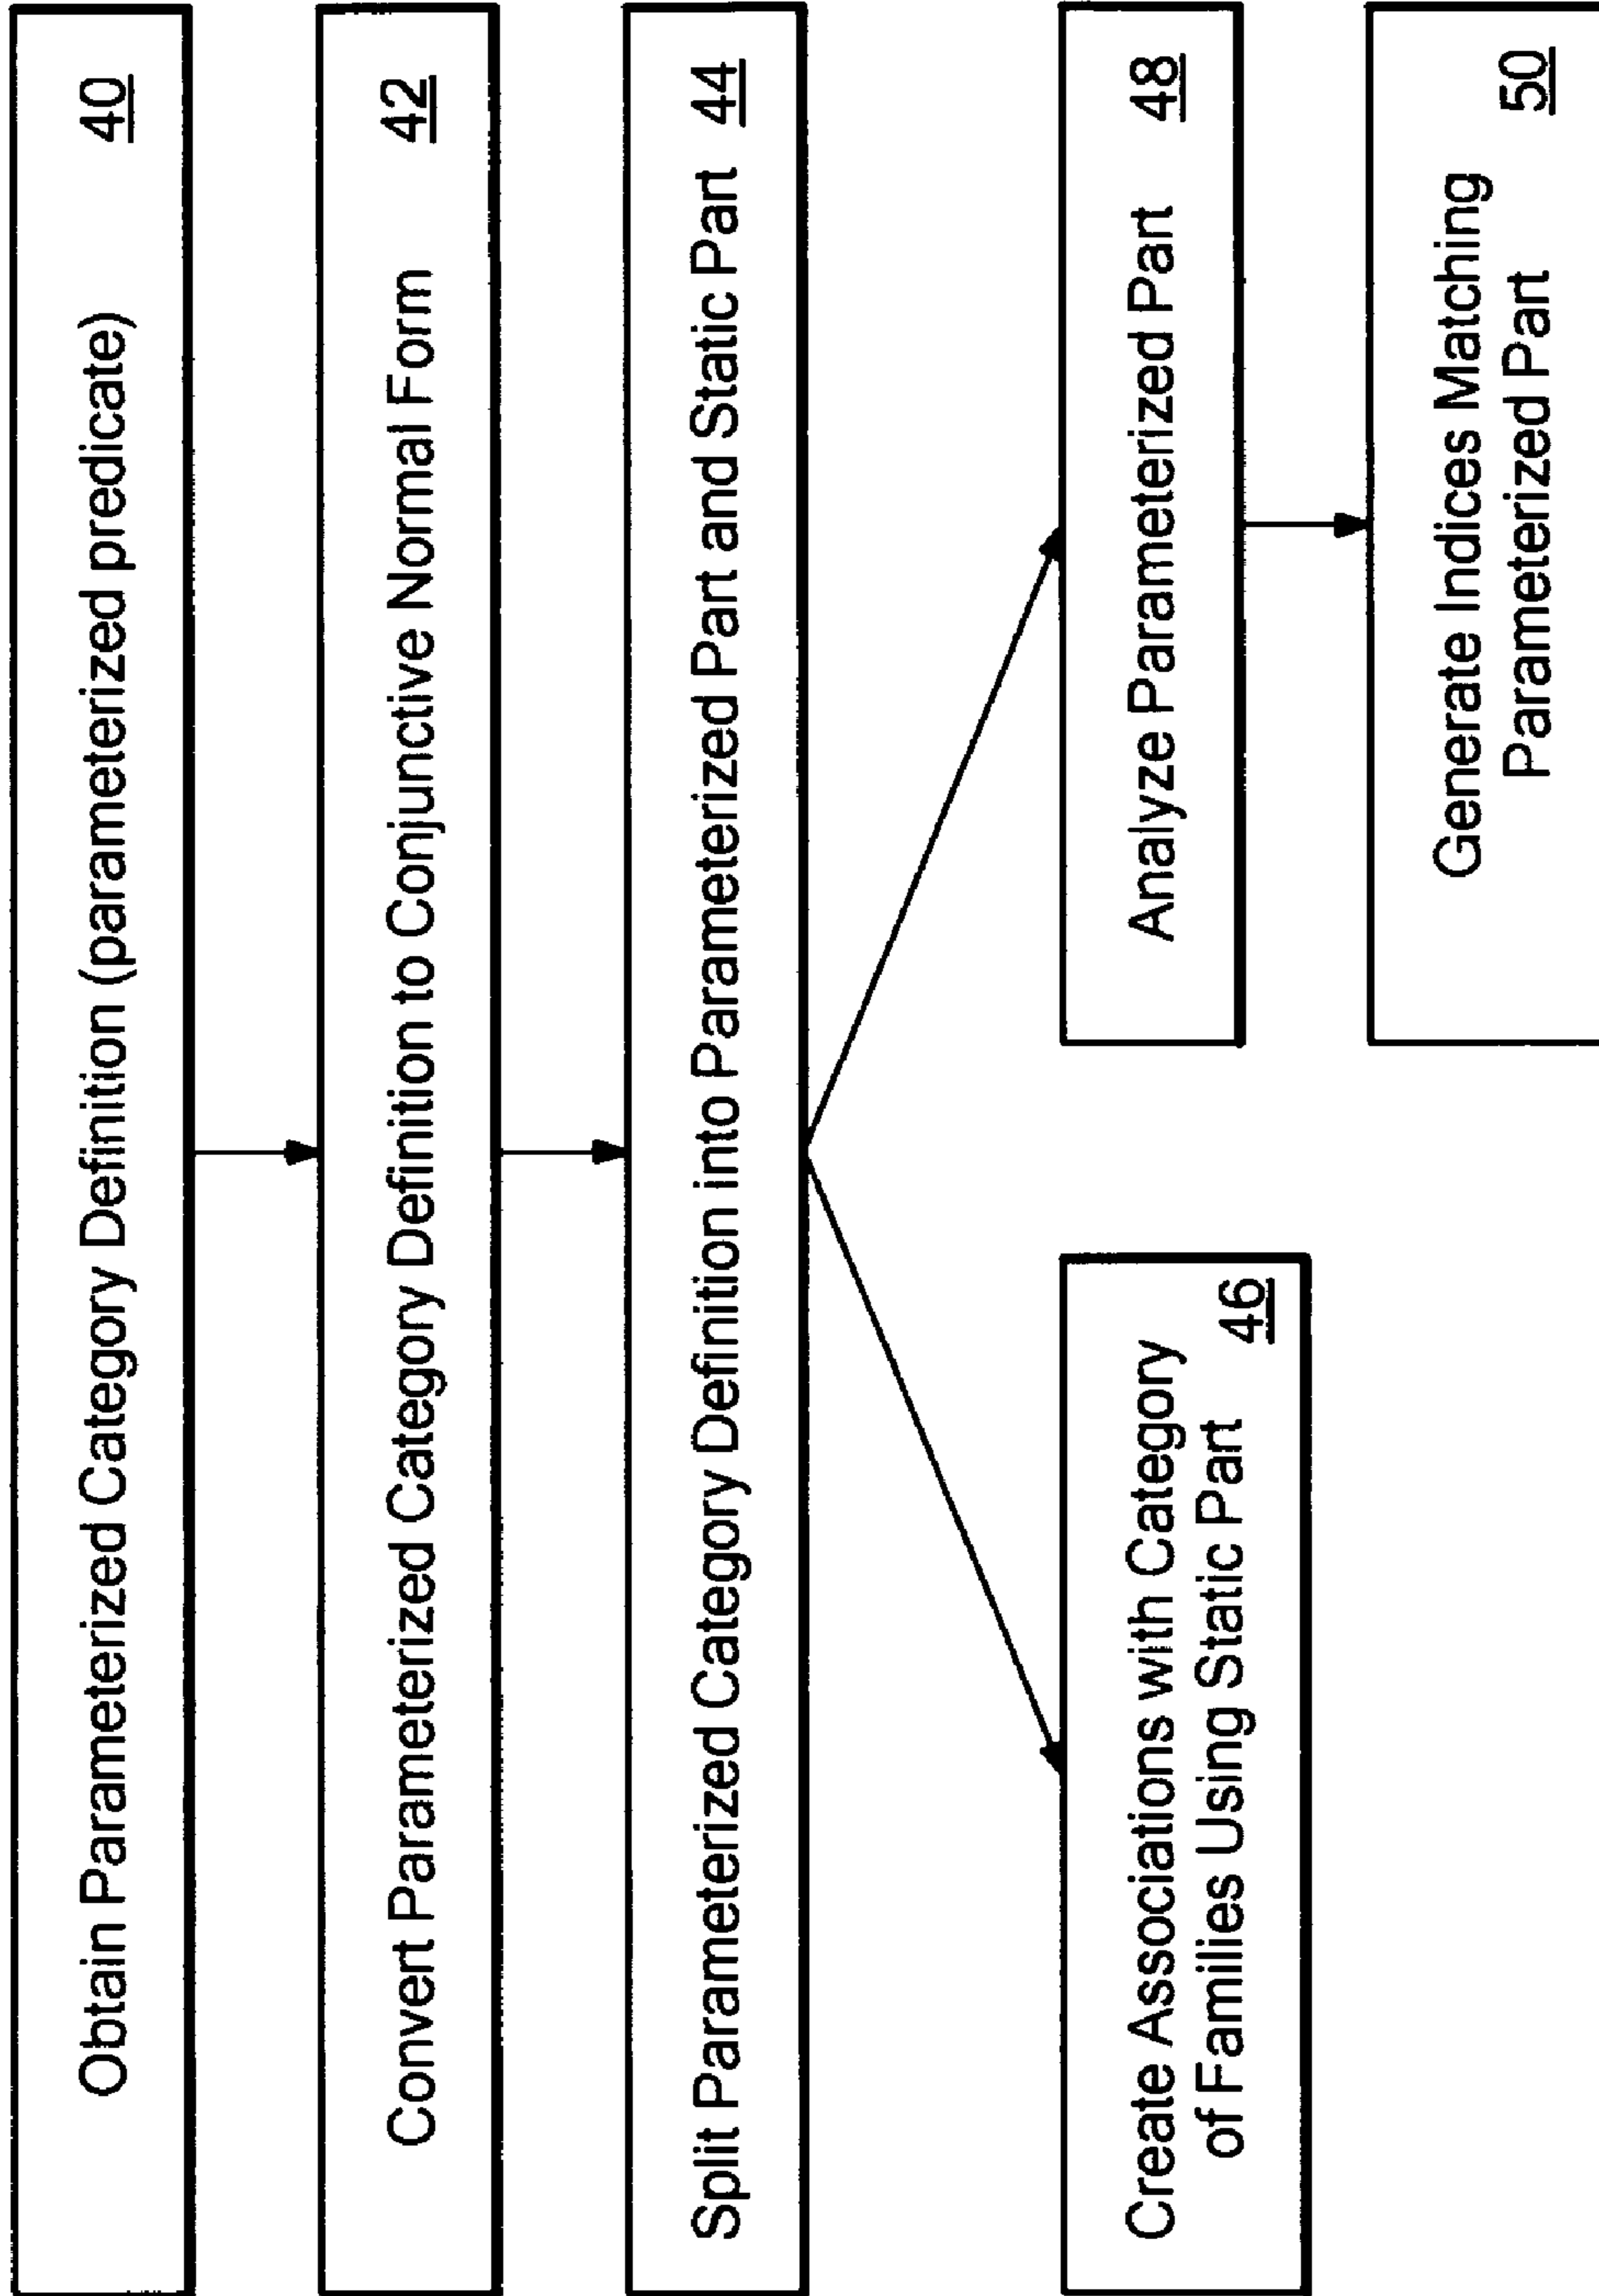 Obtain Parameterized Category Definition (parameterized predicate) 40
Convert Parameterized Category Definition to Conjunctive Normal Form 42
Split Parameterized Category Definition into Parameterized Part and Static Part 44
Create Associations with Category
of Families Using Static Part 46
Analyze Parameterized Part 48
Generate Indices Matching
Parameterized Part 50